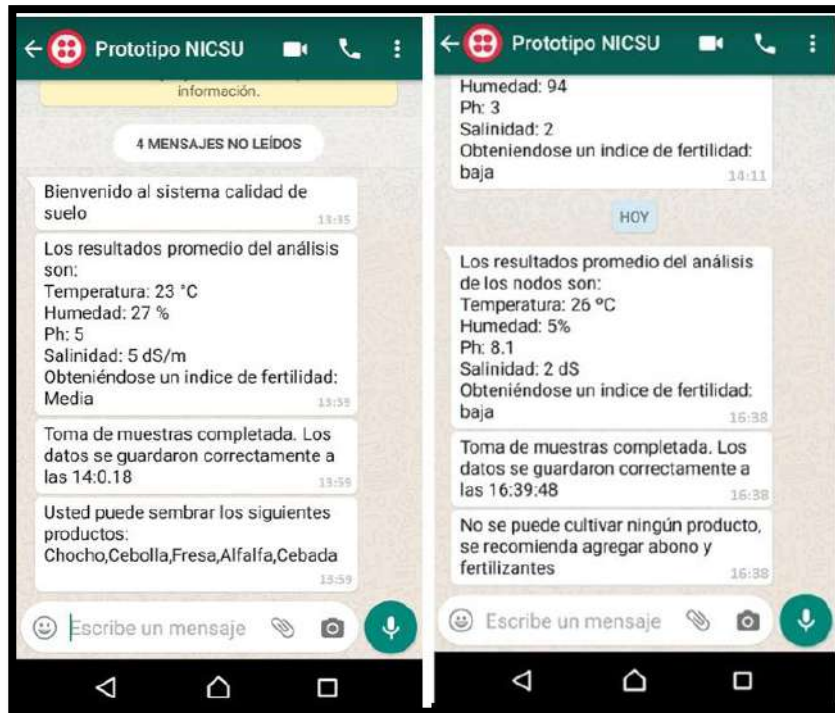 Prototipo NICSU
información.
4 MENSAJES NO LEÍDOS
Bienvenido al sistema calidad de
suelo
13:35
Los resultados promedio del análisis
son:
Temperatura: 23 °C
Humedad: 27 %
Ph: 5
Salinidad: 5 dS/m
Obteniéndose un indice de fertilidad:
Media
13:59
Toma de muestras completada. Los
datos se guardaron correctamente a
las 14:0.18
13:59
Usted puede sembrar los siguientes
productos:
Chocho,Cebolla,Fresa,Alfalfa,Cebada
13:59
Escribe un mensaje
Prototipo NICSU
Humedad: 94
Ph: 3
Salinidad: 2
Obteniendose un indice de fertilidad:
baja
14:11
HOY
Los resultados promedio del análisis
de los nodos son:
Temperatura: 26 ºC
Humedad: 5%
Ph: 8.1
Salinidad: 2 dS
Obteniéndose un indice de fertilidad:
baja
16:38
Toma de muestras completada. Los
datos se guardaron correctamente a
las 16:39:48
16:38
No se puede cultivar ningún producto,
se recomienda agregar abono y
fertilizantes
16:38
Escribe un mensaje